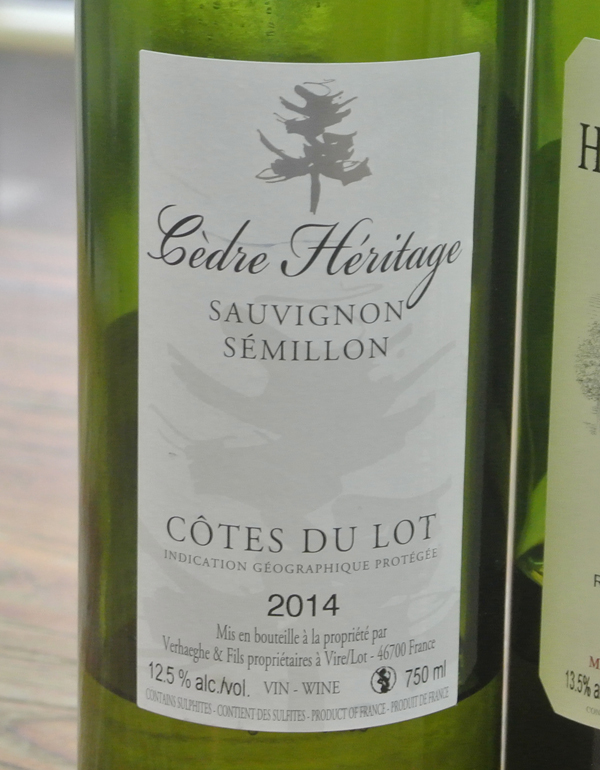 Cèdre Héritage
SAUVIGNON
SÉMILLON
CÔTES DU LOT
INDICATION GÉOGRAPHIQUE PROTÉGÉE
2014
Mis en bouteille à la propriété par
Verhaeghe & Fils propriétaires à Vire/Lot - 46700 France
12.5 % alc./vol. VIN - WINE 750 ml
CONTAINS SULPHITES - CONTIENT DES SULFITES - PRODUCT OF FRANCE - PRODUIT DE FRANCE
H
R
M
13.5% a